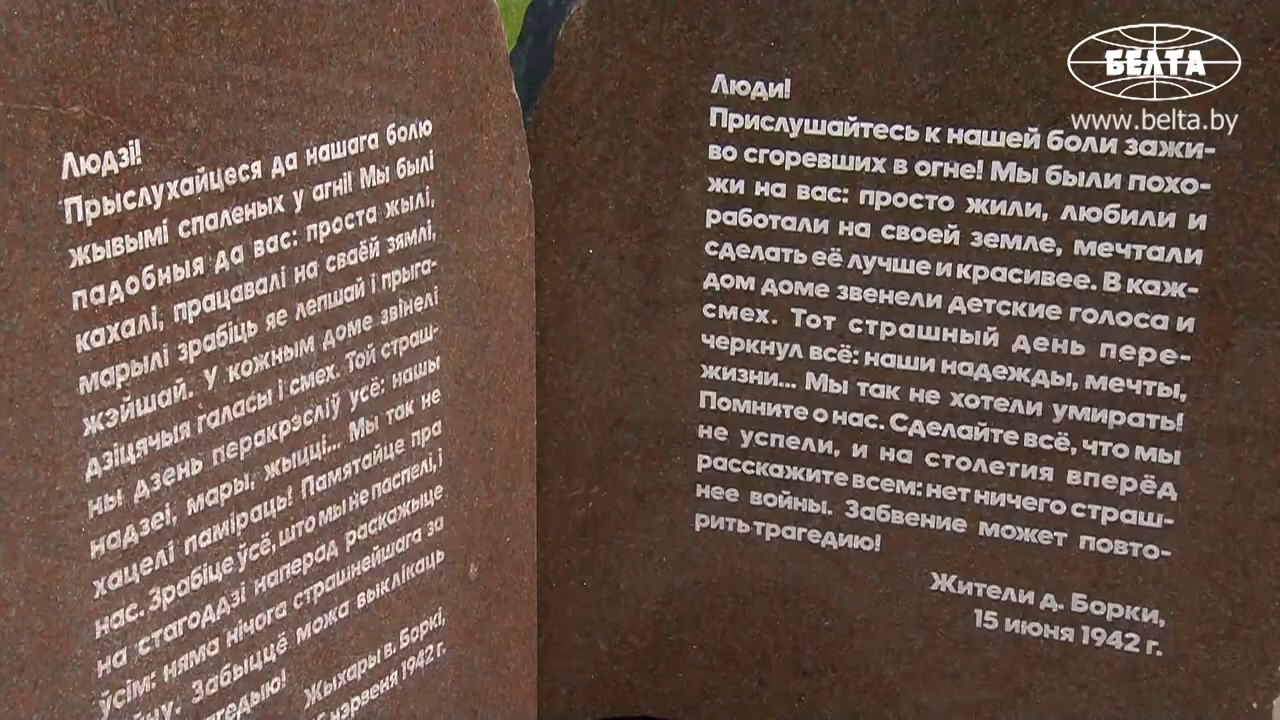 Людзі!
Прыслухайцеся да нашага болю
жывымі спаленых у агні! Мы былі
падобныя да вас: проста жылі,
кахалі, працавалі на сваёй зямлі,
марылі зрабіць яе лепшай і прыга-
жэйшай. У кожным доме звінелі
дзіцячыя галасы і смех. Той страш-
ны дзень перакрэсліў усё: нашы
надзеі, мары, жыцці... Мы так не
хацелі паміраць! Памятайце пра
нас. Зрабіце ўсё, што мы не паспелі, і
на стагоддзі наперад раскажыце
ўсім: няма нічога страшнейшага за
Забыццё можа выклікаць
Жыхары в. Боркі,
1942 г.
Люди!
Прислушайтесь к нашей боли зажи-
во сгоревших в огне! Мы были похо-
жи на вас: просто жили, любили и
работали на своей земле, мечтали
сделать её лучше и красивее. В каж-
дом доме звенели детские голоса и
смех. Тот страшный день пере-
черкнул всё: наши надежды, мечты,
жизни... Мы так не хотели умирать!
Помните о нас. Сделайте всё, что мы
не успели, и на столетия вперёд
расскажите всем: нет ничего страш-
нее войны. Забвение может повто-
рить трагедию!
Жители д. Борки,
15 июня 1942 г.
БЕЛТА
www.belta.by